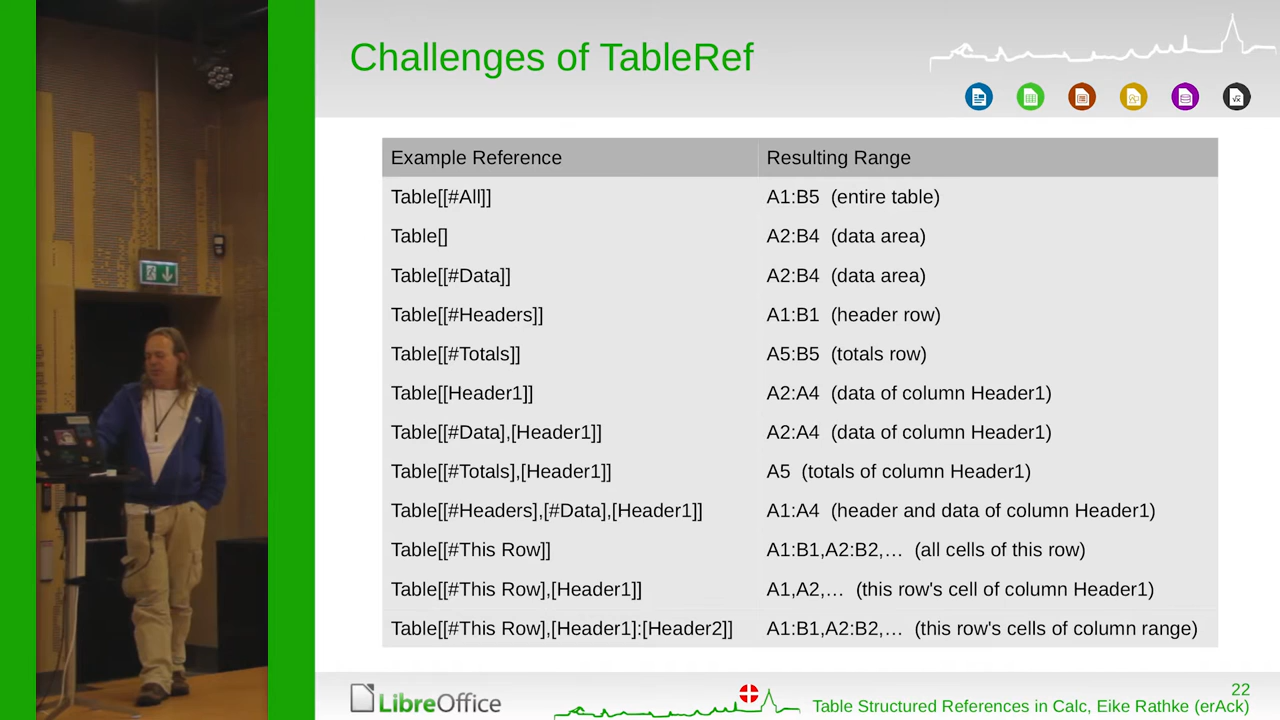 Challenges of TableRef
Example Reference Resulting Range
Table[[#All]] A1:B5 (entire table)
Table[] A2:B4 (data area)
Table[[#Data]] A2:B4 (data area)
Table[[#Headers]] A1:B1 (header row)
Table[[#Totals]] A5:B5 (totals row)
Table[[Header1]] A2:A4 (data of column Header1)
Table[[#Data],[Header1]] A2:A4 (data of column Header1)
Table[[#Totals],[Header1]] A5 (totals of column Header1)
Table[[#Headers],[#Data],[Header1]] A1:A4 (header and data of column Header1)
Table[[#This Row]] A1:B1,A2:B2,… (all cells of this row)
Table[[#This Row],[Header1]] A1,A2,… (this row's cell of column Header1)
Table[[#This Row],[Header1]:[Header2]] A1:B1,A2:B2,… (this row's cells of column range)
LibreOffice
22
Table Structured References in Calc, Eike Rathke (erAck)